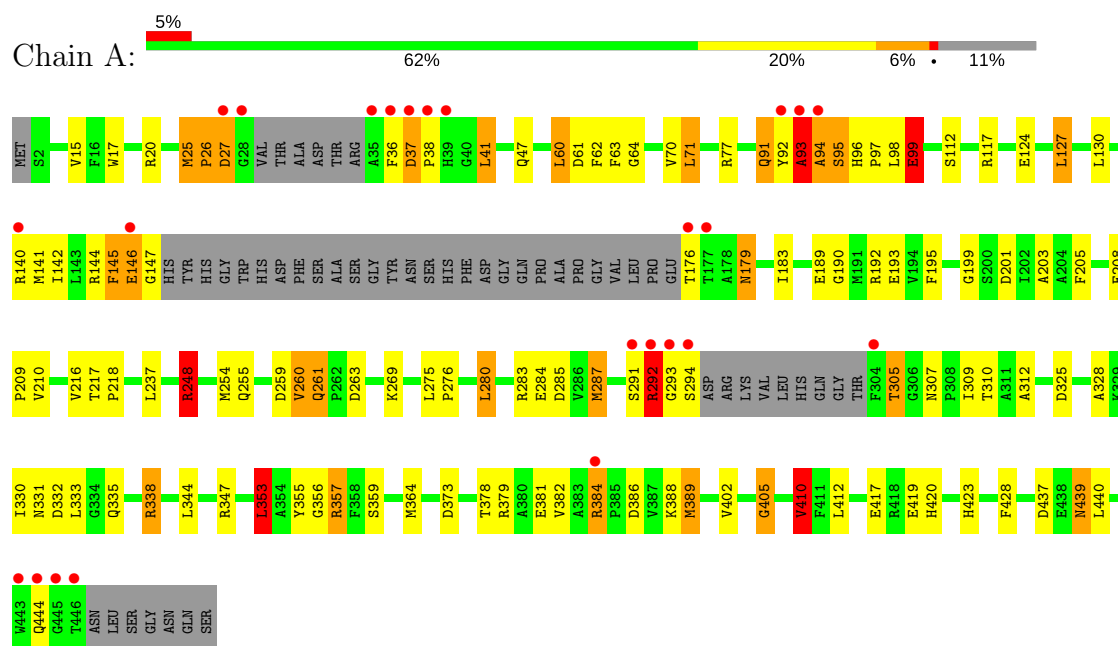 5%
Chain A:
62% 20% 6% • 11%
MET S2 V15 F16 W17 R20 M25 P26 D27 G28 VAL THR ALA ASP THR ARG A35 F36 D37 P38 H39 G40 L41 Q47 L60 D61 F62 F63 G64 V70 L71 R77 Q91 Y92 A93 A94 S95 H96 P97 L98 E99 S112 R117 E124 L127 L130
R140 M141 I142 L143 R144 F145 E146 G147 HIS TYR HIS GLY TRP HIS ASP PHE SER ALA SER GLY TYR ASN SER HIS PHE ASP GLY GLN PRO ALA PRO GLY VAL LEU PRO GLU T176 T177 A178 N179 I183 E189 G190 M191 R192 E193 V194 F195 G199 S200 D201 I202 A203 A204 F205
P209 V210 V216 T217 P218 L237 R248 M254 Q255 D259 V260 Q261 P262 D263 K269 L275 P276 L280 R283 E284 D285 V286 M287 S291 R292 G293 S294 ASP ARG LYS VAL LEU HIS GLN GLY THR F304 T305 G306 N307 P308 I309 T310 A311 A312 D325 A328
I330 N331 D332 L333 G334 Q335 R338 L344 R347 L353 A354 Y355 G356 R357 F358 S359 M364 D373 T378 R379 A380 E381 V382 A383 R384 P385 D386 V387 K388 M389 V402 G405 V410 F411 L412 E417 R418 E419 H420 H423 F428 D437 E438 N439 L440
W443 Q444 G445 T446 ASN LEU SER GLY ASN GLN SER